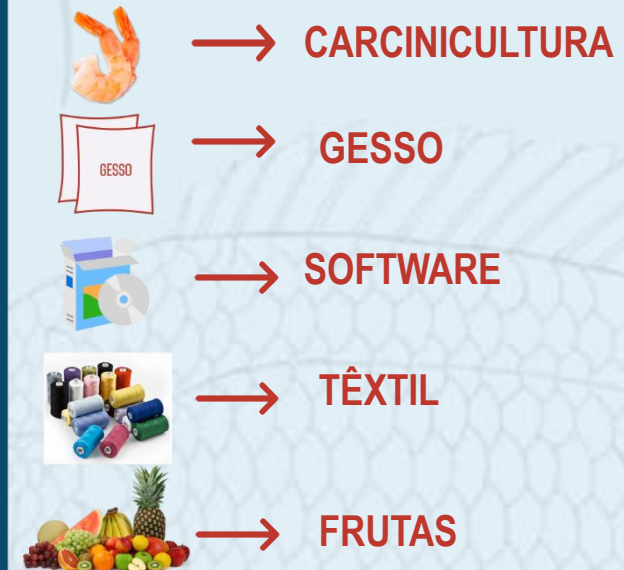 CARCINICULTURA
GESSO
GESSO
SOFTWARE
TÊXTIL
FRUTAS